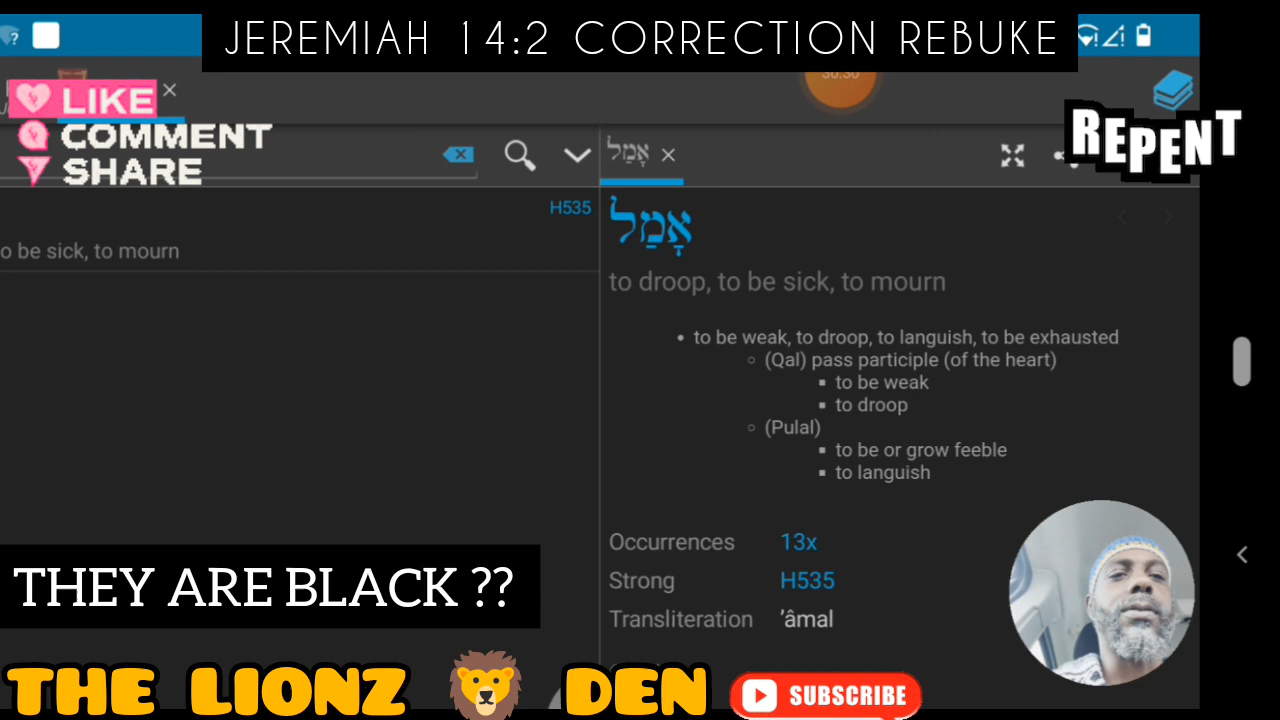 JEREMIAH 14:2 CORRECTION REBUKE
30:30
LIKE
COMMENT
SHARE
REPENT
אָמַל
H535
to be sick, to mourn
אָמַל
to droop, to be sick, to mourn
• to be weak, to droop, to languish, to be exhausted
○ (Qal) pass participle (of the heart)
▪ to be weak
▪ to droop
○ (Pulal)
▪ to be or grow feeble
▪ to languish
Occurrences 13x
Strong H535
Transliteration 'âmal
THEY ARE BLACK ??
THE LIONZ 🦁 DEN
SUBSCRIBE